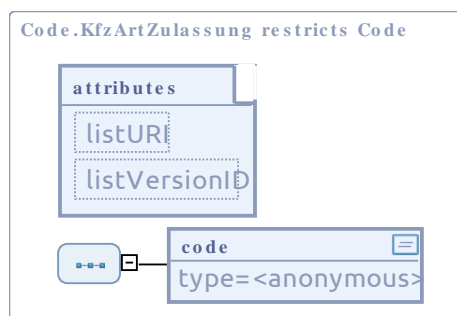 Code.KfzArtZulassung restricts Code
attributes
listURI
listVersionID
code
type=<anonymous>